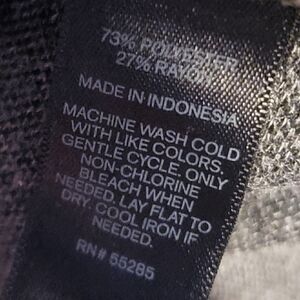 73% POLYESTER
27% RAYON
MADE IN INDONESIA
MACHINE WASH COLD
WITH LIKE COLORS.
GENTLE CYCLE. ONLY
NON-CHLORINE
BLEACH WHEN
NEEDED. LAY FLAT TO
DRY. COOL IRON IF
NEEDED.
RN# 55285